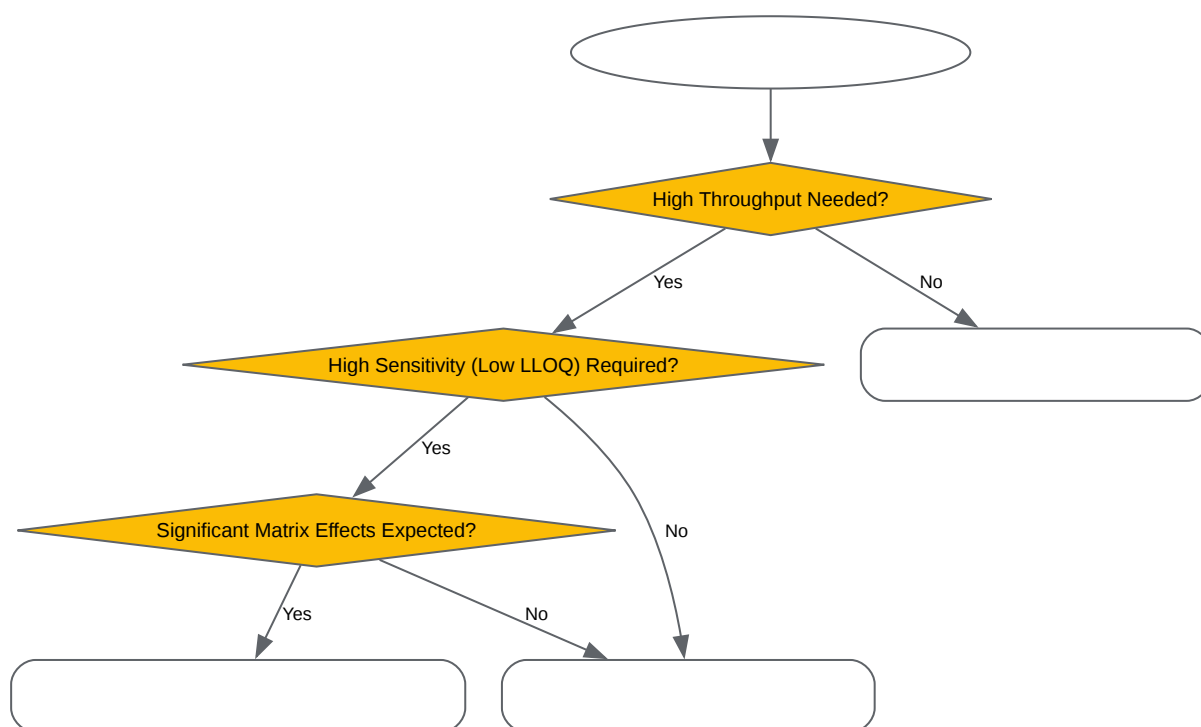 High Throughput Needed?
Yes
No
High Sensitivity (Low LLOQ) Required?
Yes
No
Significant Matrix Effects Expected?
Yes
No